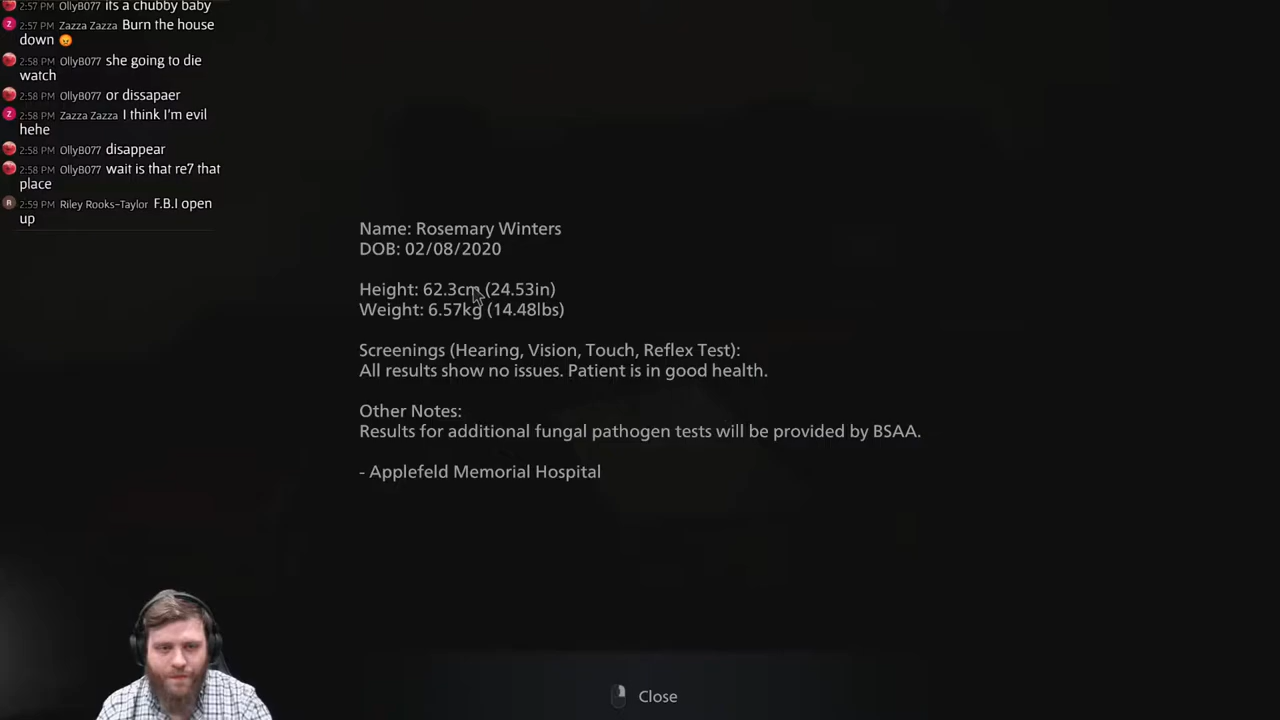 2:57 PM OllyB077 its a chubby baby
2:57 PM Zazza Zazza Burn the house
down
2:58 PM OllyB077 she going to die
watch
2:58 PM OllyB077 or dissapaer
2:58 PM Zazza Zazza I think I'm evil
hehe
2:58 PM OllyB077 disappear
2:58 PM OllyB077 wait is that re7 that
place
2:59 PM Riley Rooks-Taylor F.B.I open
up
Name: Rosemary Winters
DOB: 02/08/2020
Height: 62.3cm (24.53in)
Weight: 6.57kg (14.48lbs)
Screenings (Hearing, Vision, Touch, Reflex Test):
All results show no issues. Patient is in good health.
Other Notes:
Results for additional fungal pathogen tests will be provided by BSAA.
- Applefeld Memorial Hospital
Close